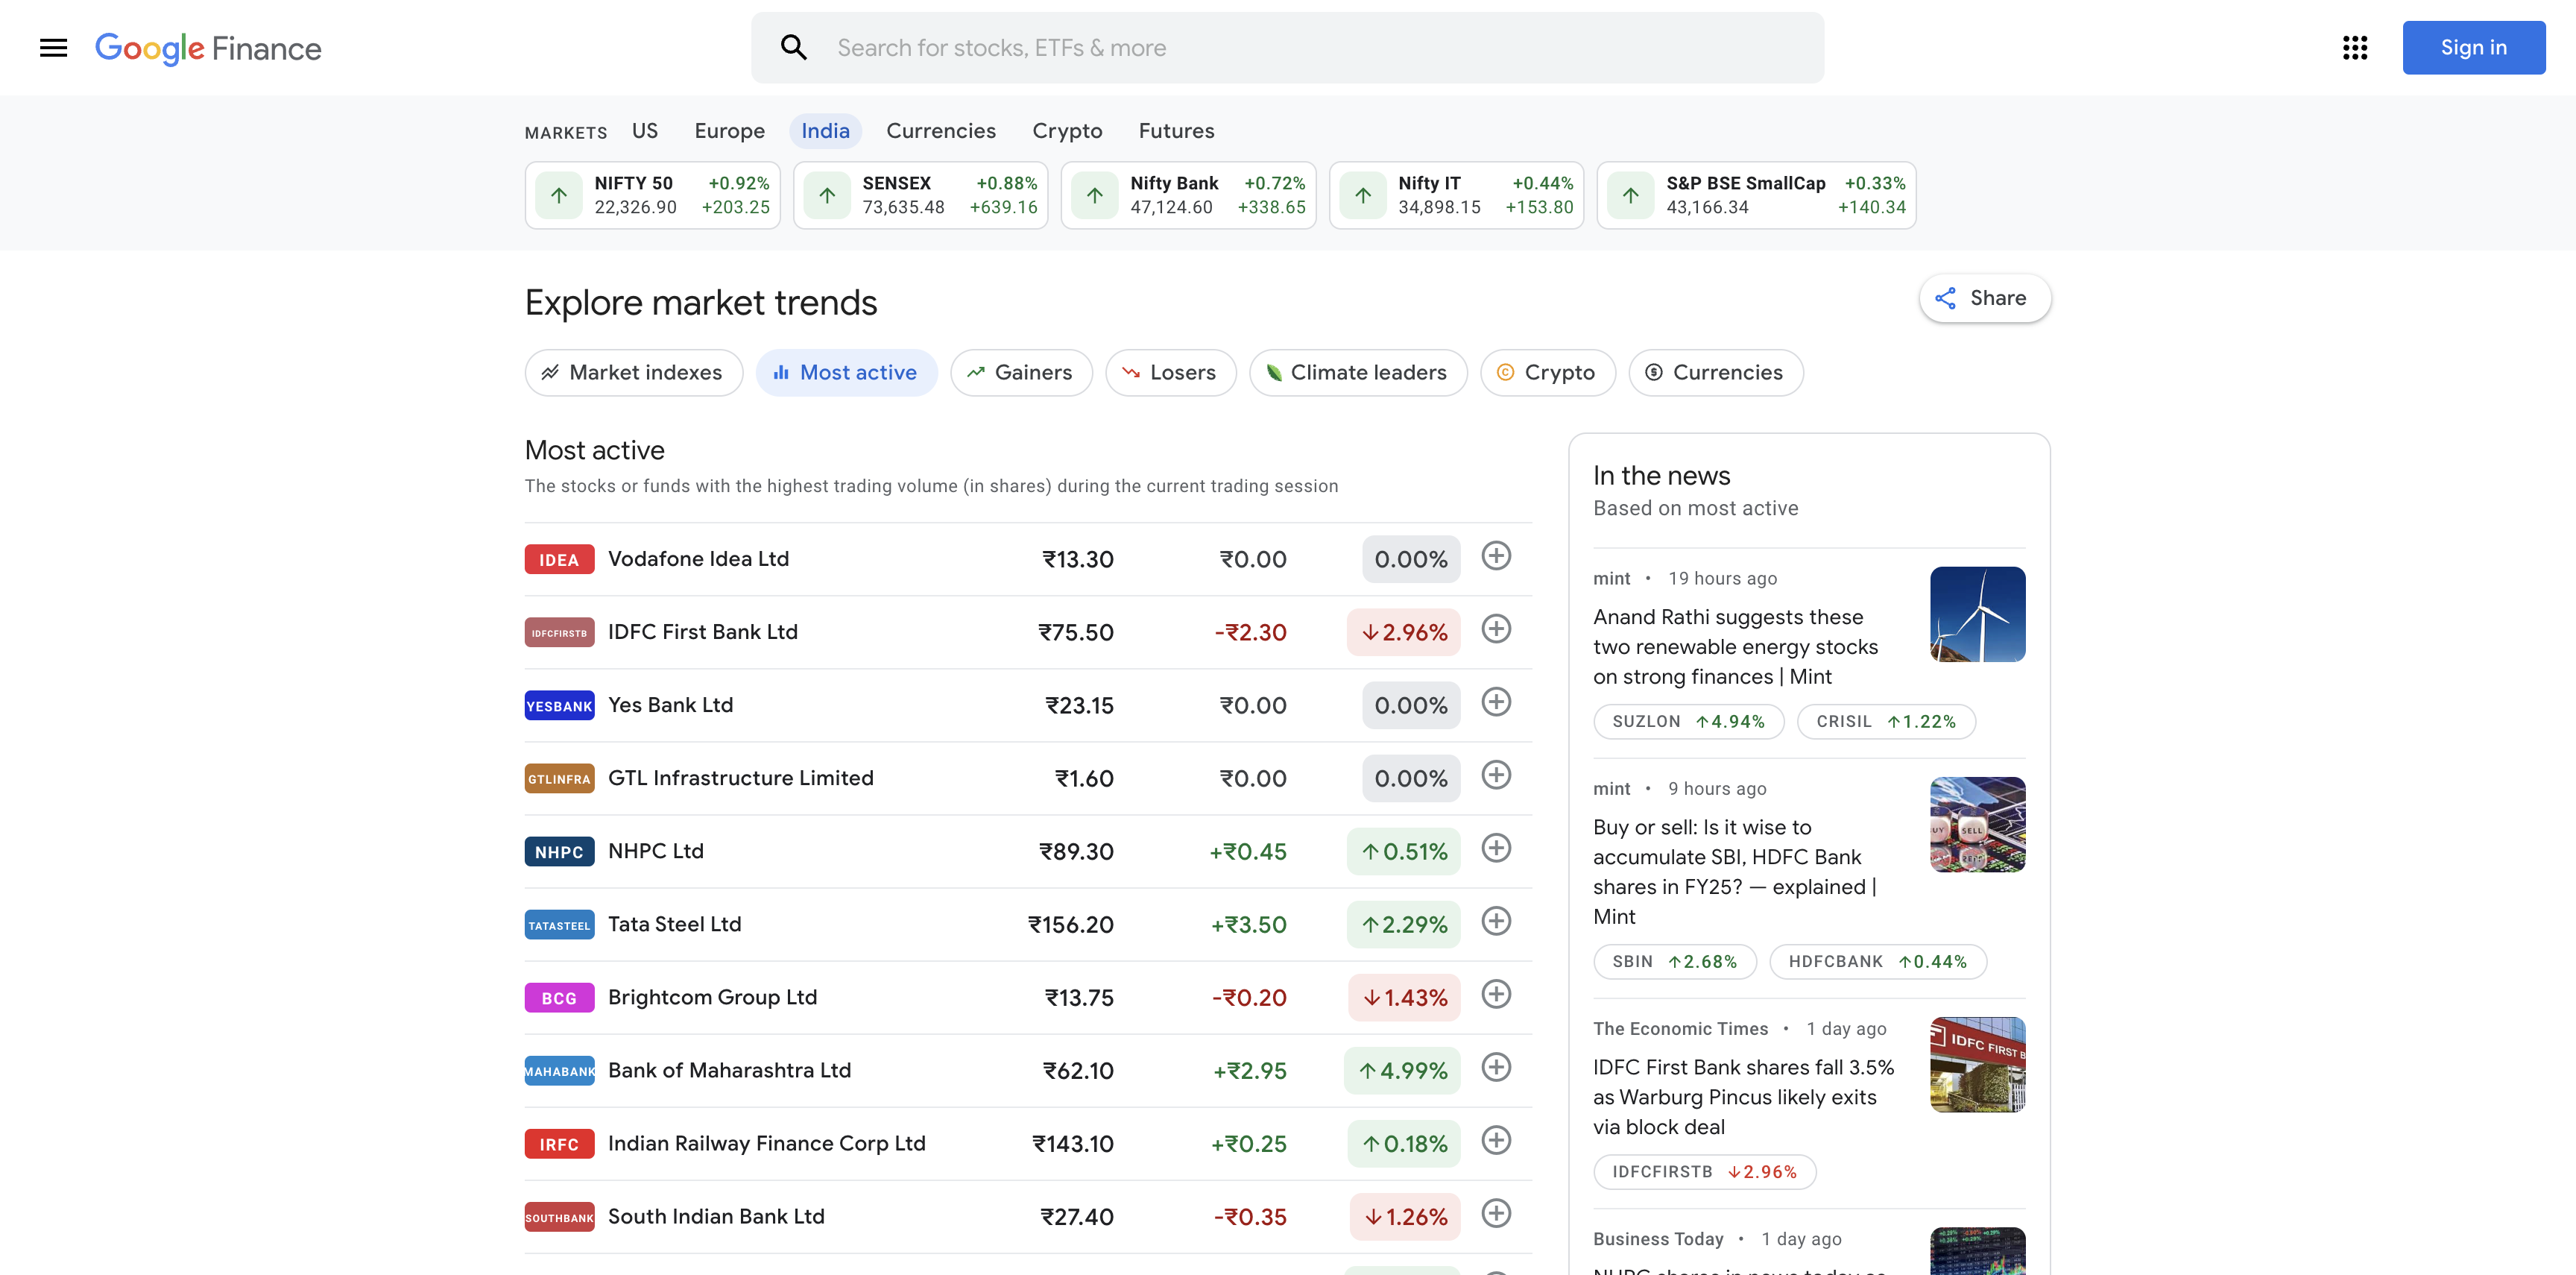 Google Finance
Search for stocks, ETFs & more
Sign in
MARKETS US Europe India Currencies Crypto Futures
NIFTY 50 +0.92%
22,326.90 +203.25
SENSEX +0.88%
73,635.48 +639.16
Nifty Bank +0.72%
47,124.60 +338.65
Nifty IT +0.44%
34,898.15 +153.80
S&P BSE SmallCap +0.33%
43,166.34 +140.34
Explore market trends
Share
Market indexes Most active Gainers Losers Climate leaders Crypto Currencies
Most active
The stocks or funds with the highest trading volume (in shares) during the current trading session
IDEA Vodafone Idea Ltd ₹13.30 ₹0.00 0.00%
IDFCFIRSTB IDFC First Bank Ltd ₹75.50 -₹2.30 ↓2.96%
YESBANK Yes Bank Ltd ₹23.15 ₹0.00 0.00%
GTLINFRA GTL Infrastructure Limited ₹1.60 ₹0.00 0.00%
NHPC NHPC Ltd ₹89.30 +₹0.45 ↑0.51%
TATASTEEL Tata Steel Ltd ₹156.20 +₹3.50 ↑2.29%
BCG Brightcom Group Ltd ₹13.75 -₹0.20 ↓1.43%
MAHABANK Bank of Maharashtra Ltd ₹62.10 +₹2.95 ↑4.99%
IRFC Indian Railway Finance Corp Ltd ₹143.10 +₹0.25 ↑0.18%
SOUTHBANK South Indian Bank Ltd ₹27.40 -₹0.35 ↓1.26%
In the news
Based on most active
mint • 19 hours ago
Anand Rathi suggests these
two renewable energy stocks
on strong finances | Mint
SUZLON ↑4.94% CRISIL ↑1.22%
mint • 9 hours ago
Buy or sell: Is it wise to
accumulate SBI, HDFC Bank
shares in FY25? — explained |
Mint
SELL
SBIN ↑2.68% HDFCBANK ↑0.44%
The Economic Times • 1 day ago
IDFC FIRST B
IDFC First Bank shares fall 3.5%
as Warburg Pincus likely exits
via block deal
IDFCFIRSTB ↓2.96%
Business Today • 1 day ago